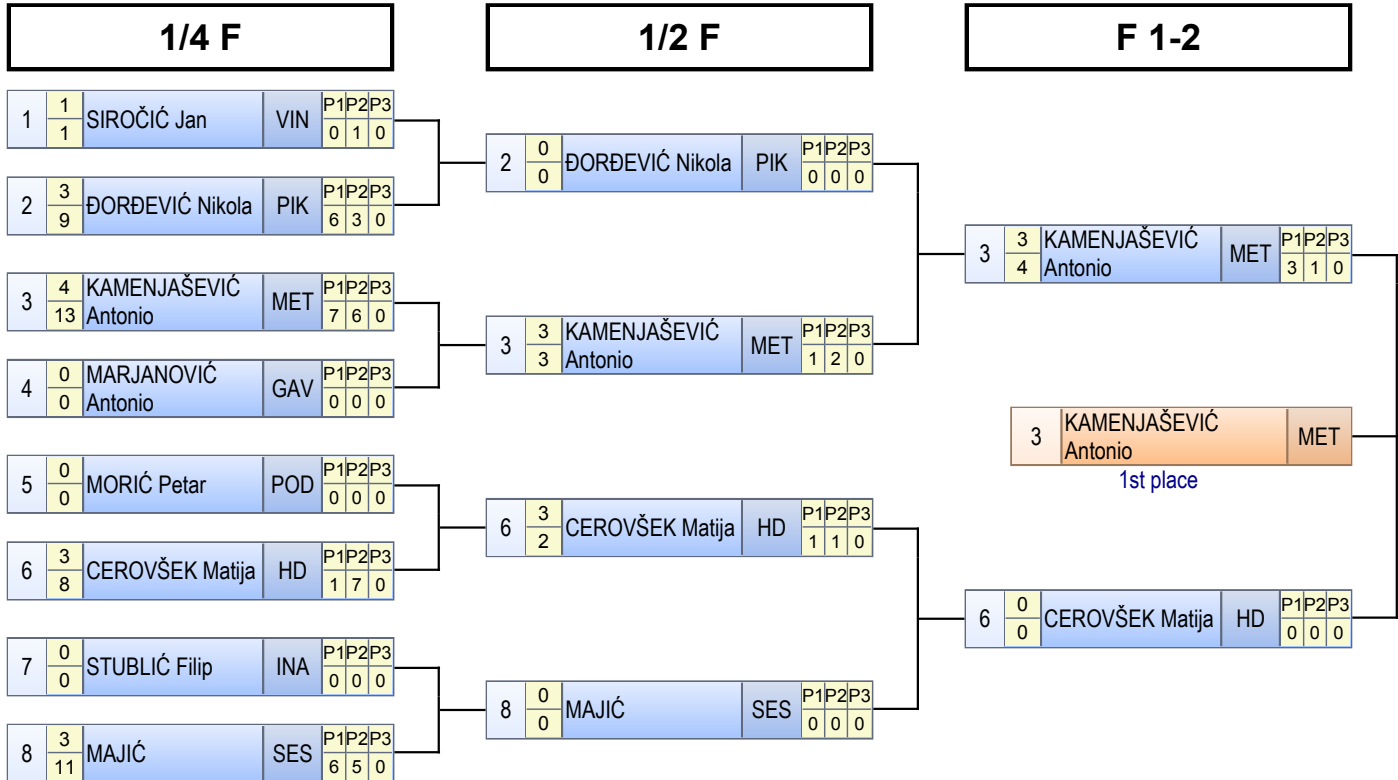 1/4 F
1/2 F
F 1-2
1 1 SIROČIĆ Jan VIN P1 P2 P3
1 0 1 0
2 3 ĐORĐEVIĆ Nikola PIK P1 P2 P3
9 6 3 0
3 4 KAMENJAŠEVIĆ MET P1 P2 P3
13 Antonio 7 6 0
4 0 MARJANOVIĆ GAV P1 P2 P3
0 Antonio 0 0 0
5 0 MORIĆ Petar POD P1 P2 P3
0 0 0 0
6 3 CEROVŠEK Matija HD P1 P2 P3
8 1 7 0
7 0 STUBLIĆ Filip INA P1 P2 P3
0 0 0 0
8 3 MAJIĆ SES P1 P2 P3
11 6 5 0
2 0 ĐORĐEVIĆ Nikola PIK P1 P2 P3
0 0 0 0
3 3 KAMENJAŠEVIĆ MET P1 P2 P3
3 Antonio 1 2 0
6 3 CEROVŠEK Matija HD P1 P2 P3
2 1 1 0
8 0 MAJIĆ SES P1 P2 P3
0 0 0 0
3 3 KAMENJAŠEVIĆ MET P1 P2 P3
4 Antonio 3 1 0
3 KAMENJAŠEVIĆ MET
Antonio
1st place
6 0 CEROVŠEK Matija HD P1 P2 P3
0 0 0 0